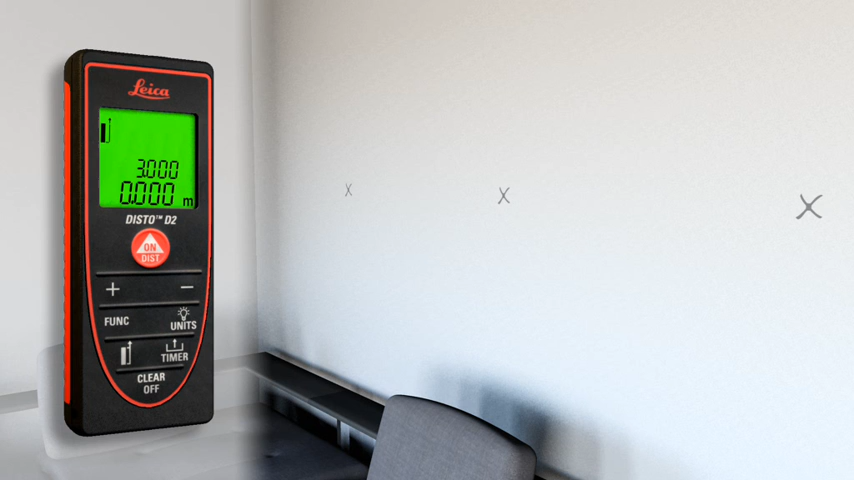 Leica
3.000
0.000 m
DISTO™ D2
ON
DIST
+ −
FUNC UNITS
TIMER
CLEAR
OFF
X X X